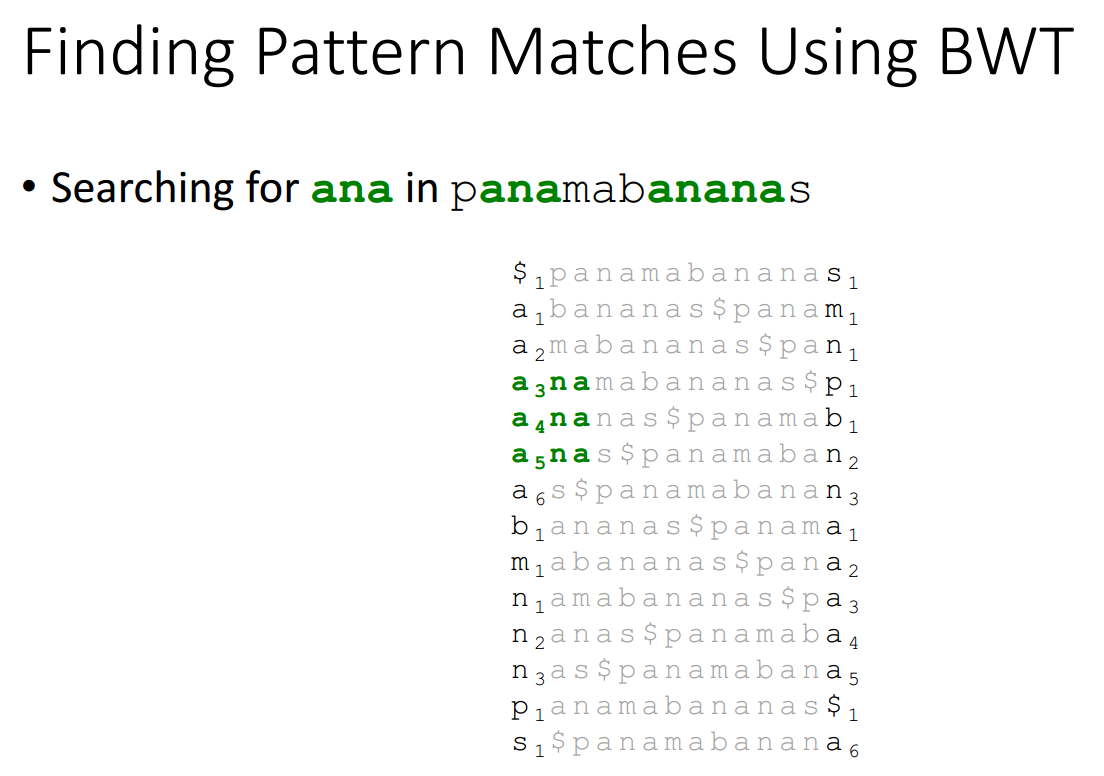 Finding Pattern Matches Using BWT
• Searching for ana in panamabananas
$1panamabananas1
a1bananas$panam1
a2mabananas$pan1
a3namabananas$p1
a4nanas$panamab1
a5nas$panamaban2
a6s$panamabanan3
b1ananas$panama1
m1abananas$pana2
n1amabananas$pa3
n2anas$panamaba4
n3as$panamabana5
p1anamabananas$1
s1$panamabanana6